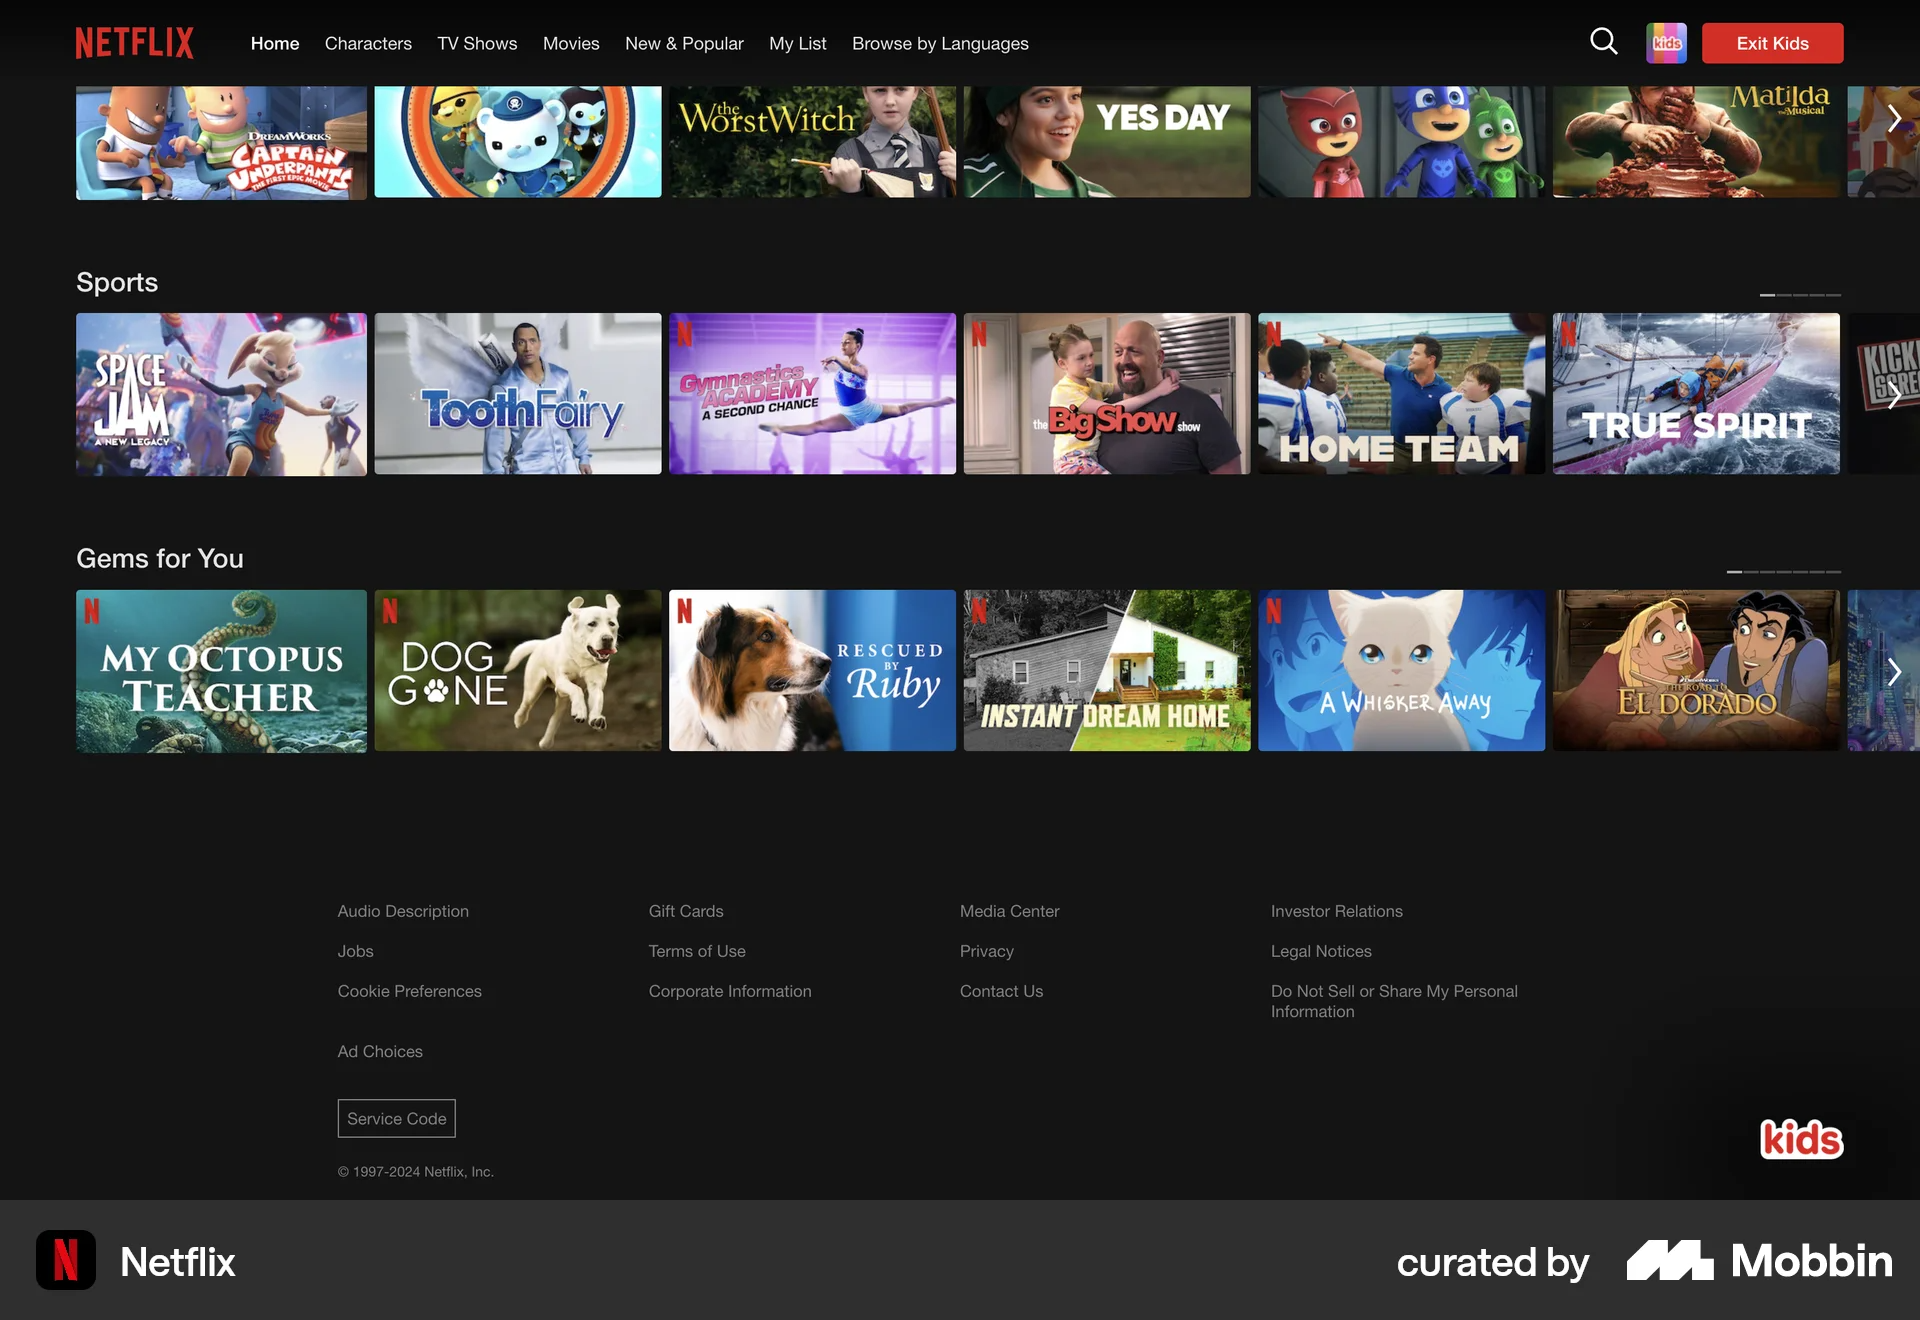 NETFLIX
Home
Characters
TV Shows
Movies
New & Popular
My List
Browse by Languages
kids
Exit Kids
DREAMWORKS
CAPTAIN
UNDERPANTS
THE FIRST EPIC MOVIE
the
Worst Witch
YES DAY
Matilda
The Musical
Sports
SPACE
JAM
A NEW LEGACY
Tooth Fairy
N
Gymnastics
ACADEMY
A SECOND CHANCE
N
the Big Show show
N
HOME TEAM
N
TRUE SPIRIT
Gems for You
N
MY OCTOPUS
TEACHER
N
DOG
GONE
N
RESCUED
BY
Ruby
N
INSTANT DREAM HOME
N
A WHISKER AWAY
DREAMWORKS
THE ROAD TO
EL DORADO
Audio Description
Gift Cards
Media Center
Investor Relations
Jobs
Terms of Use
Privacy
Legal Notices
Cookie Preferences
Corporate Information
Contact Us
Do Not Sell or Share My Personal
Information
Ad Choices
Service Code
kids
© 1997-2024 Netflix, Inc.
N
Netflix
curated by
Mobbin